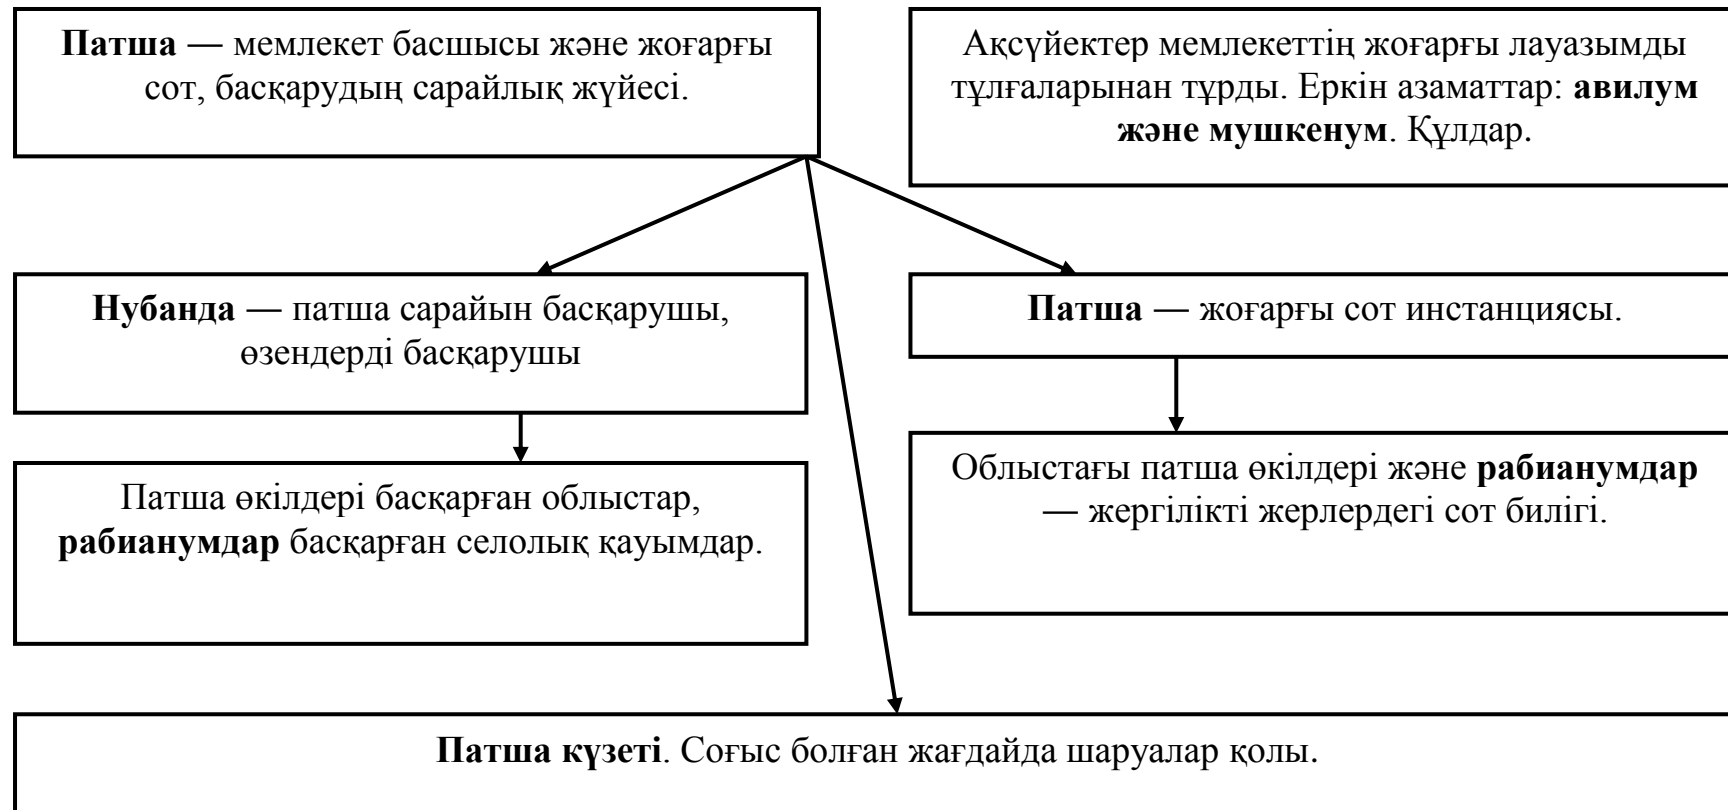 Патша — мемлекет басшысы және жоғарғы
сот, басқарудың сарайлық жүйесі.
Ақсүйектер мемлекеттің жоғарғы лауазымды
тұлғаларынан тұрды. Еркін азаматтар: авилум
және мушкенум. Құлдар.
Нубанда — патша сарайын басқарушы,
өзендерді басқарушы
Патша — жоғарғы сот инстанциясы.
Патша өкілдері басқарған облыстар,
рабианумдар басқарған селолық қауымдар.
Облыстағы патша өкілдері және рабианумдар
— жергілікті жерлердегі сот билігі.
Патша күзеті. Соғыс болған жағдайда шаруалар қолы.